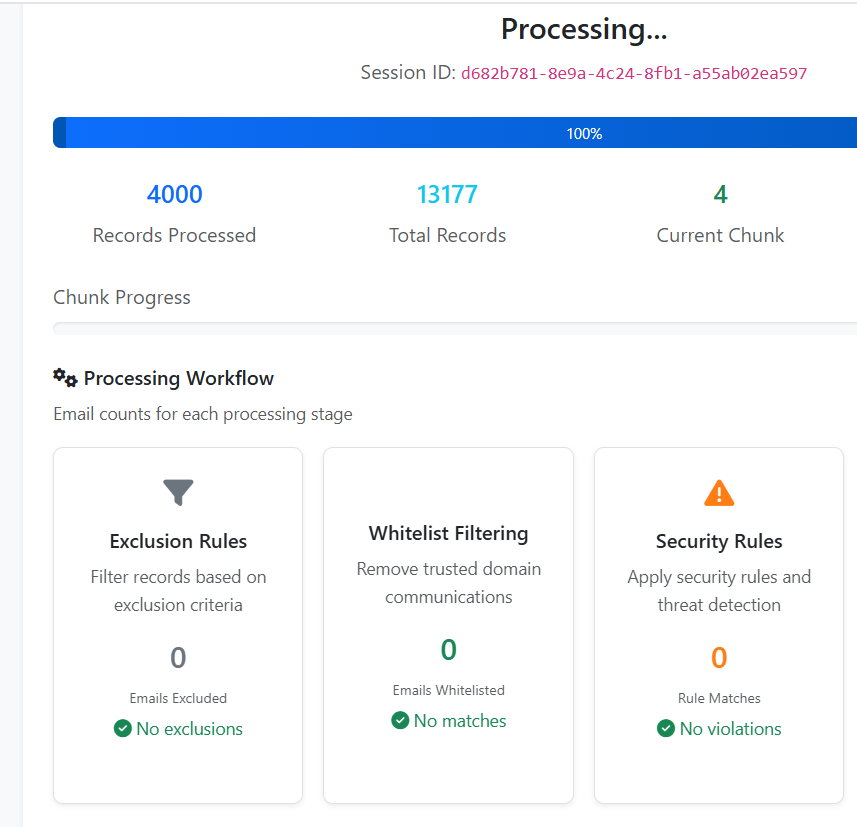 Processing...
Session ID: d682b781-8e9a-4c24-8fb1-a55ab02ea597
100%
4000
Records Processed
13177
Total Records
4
Current Chunk
Chunk Progress
Processing Workflow
Email counts for each processing stage
Exclusion Rules
Filter records based on
exclusion criteria
0
Emails Excluded
No exclusions
Whitelist Filtering
Remove trusted domain
communications
0
Emails Whitelisted
No matches
Security Rules
Apply security rules and
threat detection
0
Rule Matches
No violations